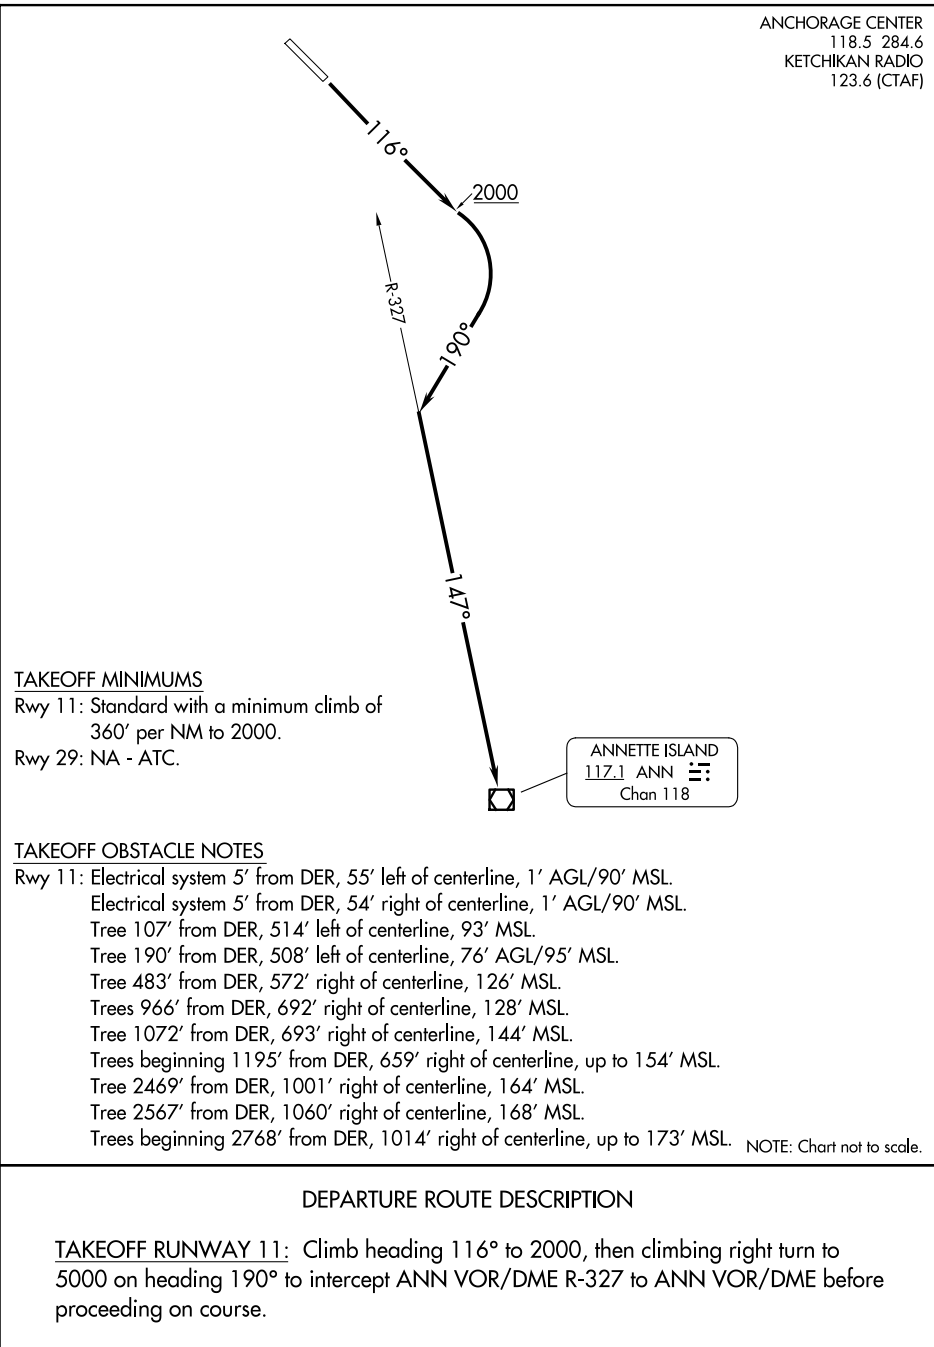 ANCHORAGE CENTER
118.5 284.6
KETCHIKAN RADIO
123.6 (CTAF)
116°
2000
R-327
190°
147°
TAKEOFF MINIMUMS
Rwy 11: Standard with a minimum climb of
360' per NM to 2000.
Rwy 29: NA - ATC.
ANNETTE ISLAND
117.1 ANN
Chan 118
TAKEOFF OBSTACLE NOTES
Rwy 11: Electrical system 5' from DER, 55' left of centerline, 1' AGL/90' MSL.
Electrical system 5' from DER, 54' right of centerline, 1' AGL/90' MSL.
Tree 107' from DER, 514' left of centerline, 93' MSL.
Tree 190' from DER, 508' left of centerline, 76' AGL/95' MSL.
Tree 483' from DER, 572' right of centerline, 126' MSL.
Trees 966' from DER, 692' right of centerline, 128' MSL.
Tree 1072' from DER, 693' right of centerline, 144' MSL.
Trees beginning 1195' from DER, 659' right of centerline, up to 154' MSL.
Tree 2469' from DER, 1001' right of centerline, 164' MSL.
Tree 2567' from DER, 1060' right of centerline, 168' MSL.
Trees beginning 2768' from DER, 1014' right of centerline, up to 173' MSL.
NOTE: Chart not to scale.
DEPARTURE ROUTE DESCRIPTION
TAKEOFF RUNWAY 11: Climb heading 116° to 2000, then climbing right turn to
5000 on heading 190° to intercept ANN VOR/DME R-327 to ANN VOR/DME before
proceeding on course.